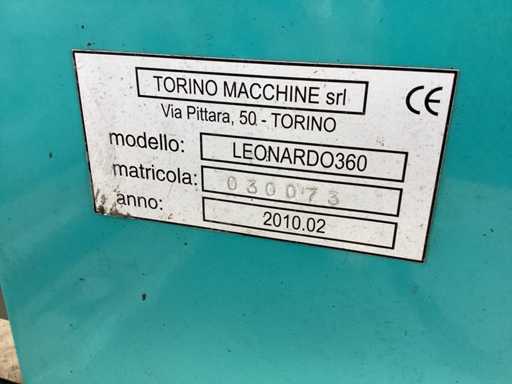 TORINO MACCHINE srl
CE
Via Pittara, 50 - TORINO
modello: LEONARDO360
matricola: 030073
anno: 2010.02